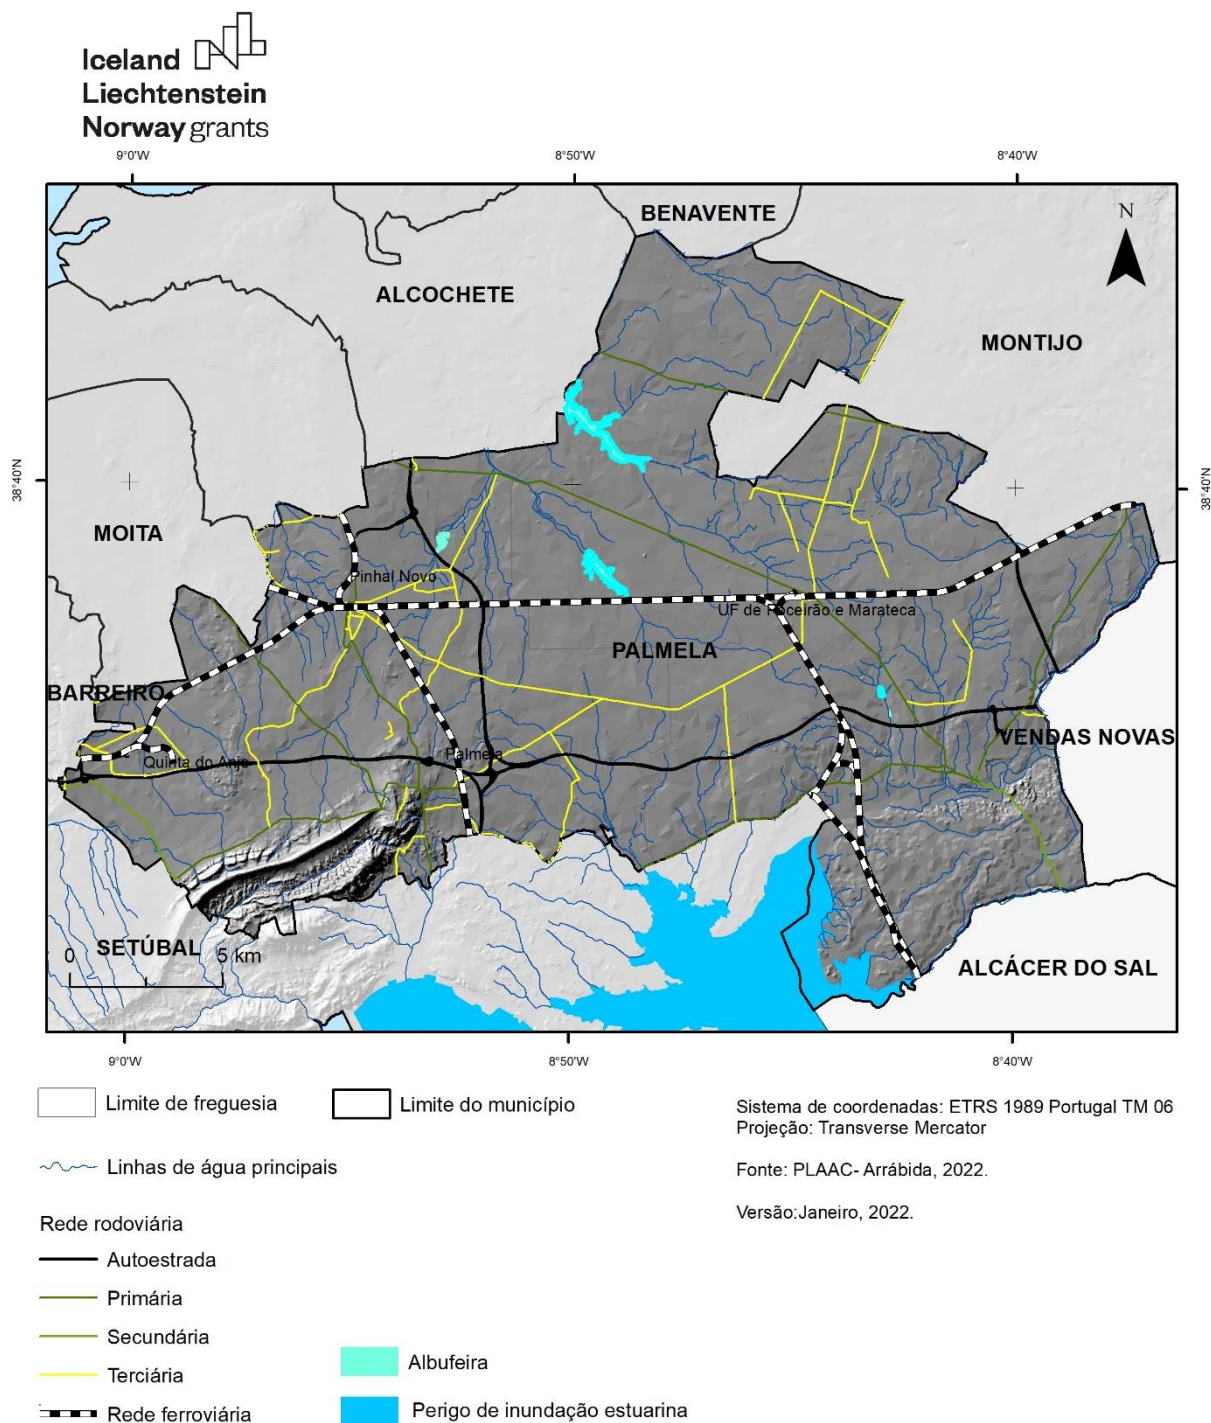 Iceland
Liechtenstein
Norway grants
9°0'W
8°50'W
8°40'W
BENAVENTE
N
ALCOCHETE
MONTIJO
38°40'N
38°40'N
MOITA
Pinhal Novo
UF de Poceirão e Marateca
PALMELA
BARREIRO
VENDAS NOVAS
Palmela
Quinta do Anjo
SETÚBAL
0
5 km
ALCÁCER DO SAL
9°0'W
8°50'W
8°40'W
Limite de freguesia
Limite do município
Sistema de coordenadas: ETRS 1989 Portugal TM 06
Projeção: Transverse Mercator
Linhas de água principais
Fonte: PLAAC- Arrábida, 2022.
Versão:Janeiro, 2022.
Rede rodoviária
Autoestrada
Primária
Secundária
Terciária
Rede ferroviária
Albufeira
Perigo de inundação estuarina